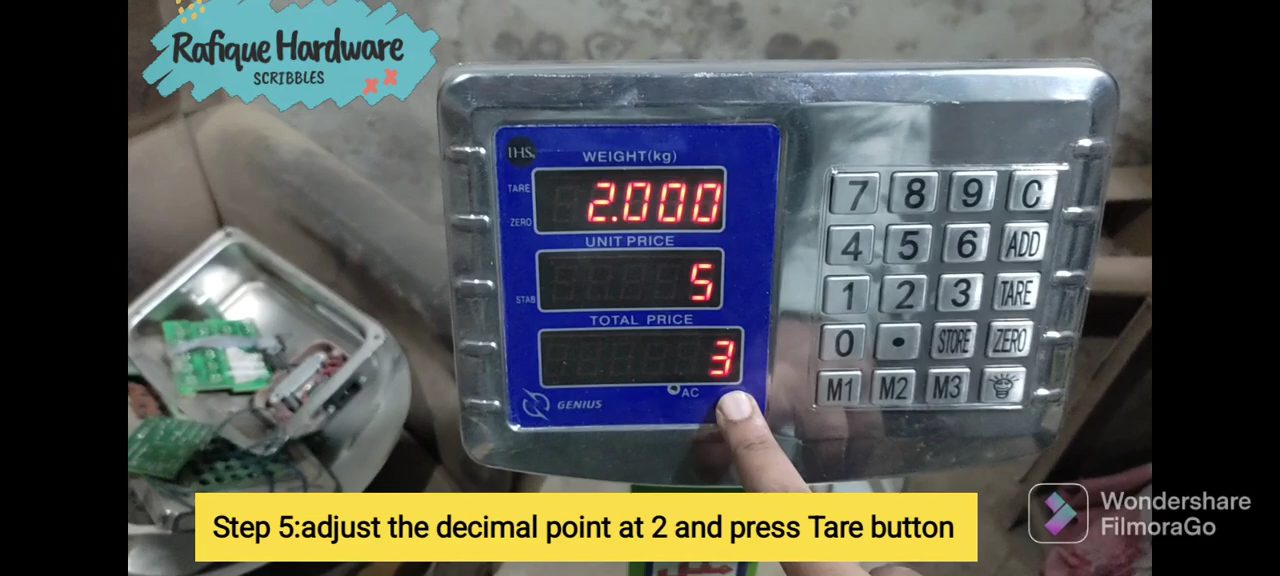 Rafique Hardware
SCRIBBLES
IHS
WEIGHT(kg)
TARE
2.000
ZERO
UNIT PRICE
5
STAB
TOTAL PRICE
3
AC
GENIUS
7 8 9 C
4 5 6 ADD
1 2 3 TARE
0 • STORE ZERO
M1 M2 M3
Step 5:adjust the decimal point at 2 and press Tare button
Wondershare
FilmoraGo